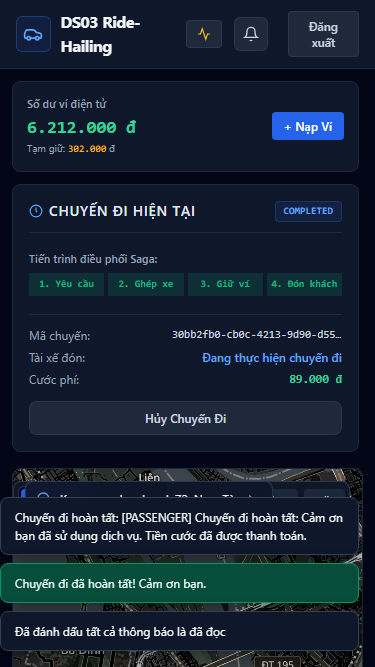 DS03 Ride-
Hailing
Đăng
xuất
Số dư ví điện tử
6.212.000 đ
+ Nạp Ví
Tạm giữ: 302.000 đ
CHUYẾN ĐI HIỆN TẠI
COMPLETED
Tiến trình điều phối Saga:
1. Yêu cầu
2. Ghép xe
3. Giữ ví
4. Đón khách
Mã chuyến: 30bb2fb0-cb0c-4213-9d90-d55…
Tài xế đón: Đang thực hiện chuyến đi
Cước phí: 89.000 đ
Hủy Chuyến Đi
Liên
Chuyến đi hoàn tất: [PASSENGER] Chuyến đi hoàn tất: Cảm ơn
bạn đã sử dụng dịch vụ. Tiền cước đã được thanh toán.
Chuyến đi đã hoàn tất! Cảm ơn bạn.
Đã đánh dấu tất cả thông báo là đã đọc
ĐT 195